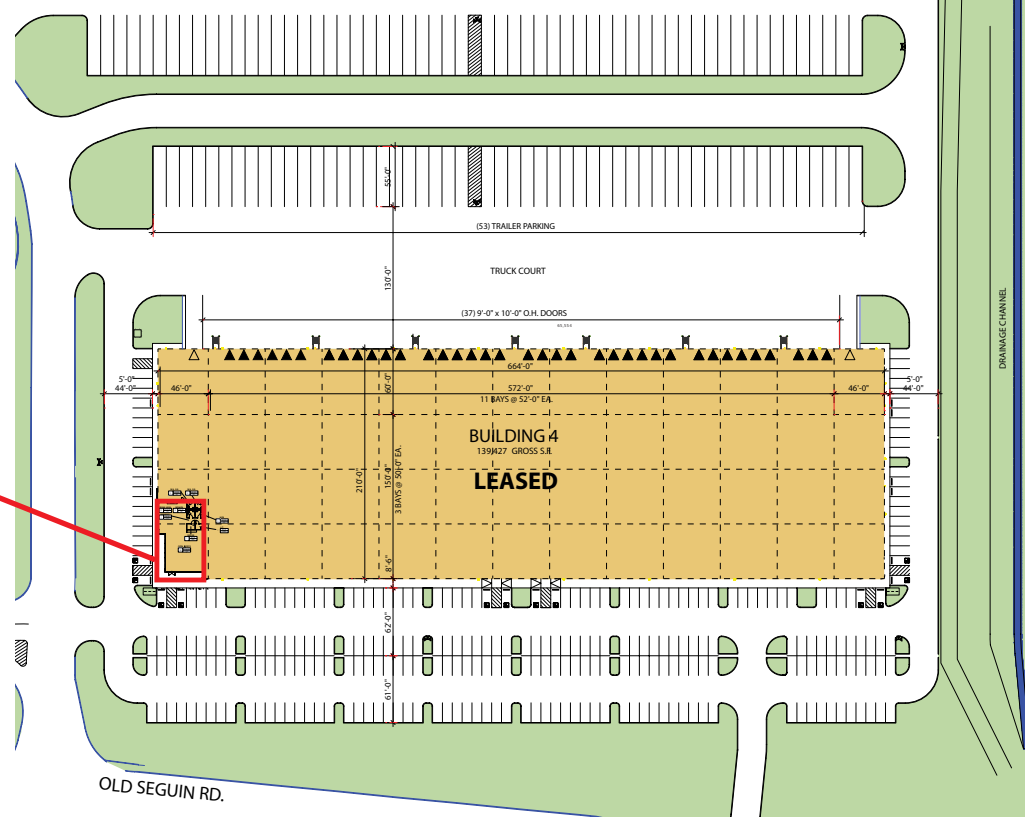 55'-0"
(53) TRAILER PARKING
TRUCK COURT
130'-0"
(37) 9'-0" x 10'-0" O.H. DOORS
DRAINAGE CHANNEL
664'-0"
5'-0"
44'-0"
46'-0"
60'-0"
572'-0"
11 BAYS @ 52'-0" EA.
46'-0"
5'-0"
44'-0"
BUILDING 4
139,427 GROSS S.F.
LEASED
210'-0"
150'-0"
3 BAYS @ 50'-0" EA.
8'-6"
62'-0"
61'-0"
OLD SEGUIN RD.